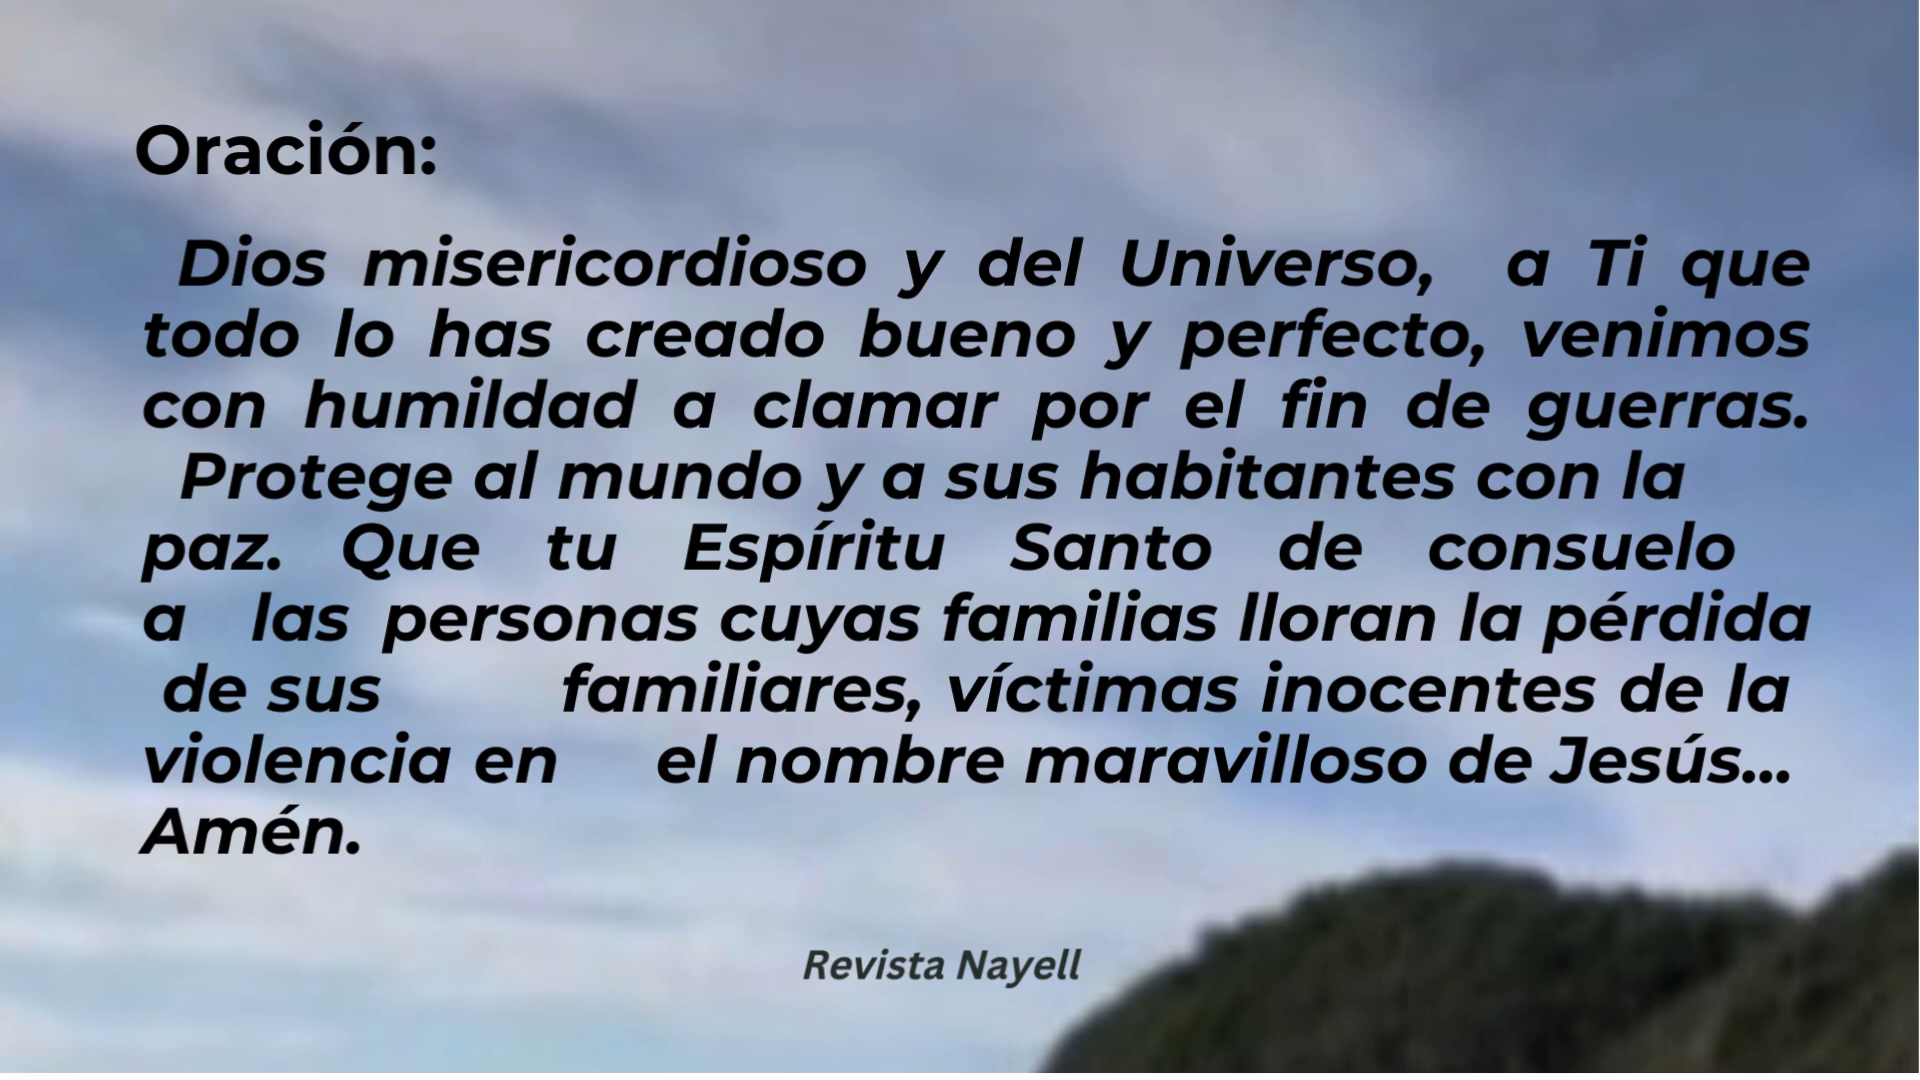 Oración:
Dios misericordioso y del Universo, a Ti que
todo lo has creado bueno y perfecto, venimos
con humildad a clamar por el fin de guerras.
Protege al mundo y a sus habitantes con la
paz. Que tu Espíritu Santo de consuelo
a las personas cuyas familias lloran la pérdida
de sus familiares, víctimas inocentes de la
violencia en el nombre maravilloso de Jesús...
Amén.
Revista Nayell